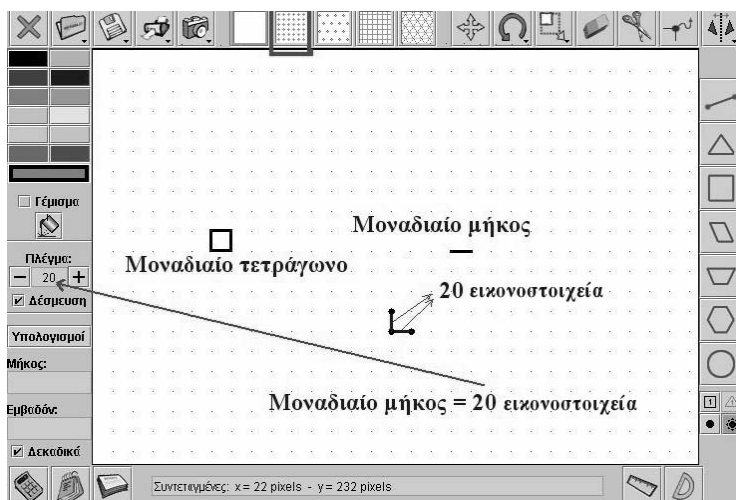 Γέμισμα
Πλέγμα:
20
Δέσμευση
Υπολογισμοί
Μήκος:
Εμβαδόν:
Δεκαδικά
Μοναδιαίο μήκος
Μοναδιαίο τετράγωνο
20 εικονοστοιχεία
Μοναδιαίο μήκος = 20 εικονοστοιχεία
1
Συντεταγμένες: x = 22 pixels - y = 232 pixels